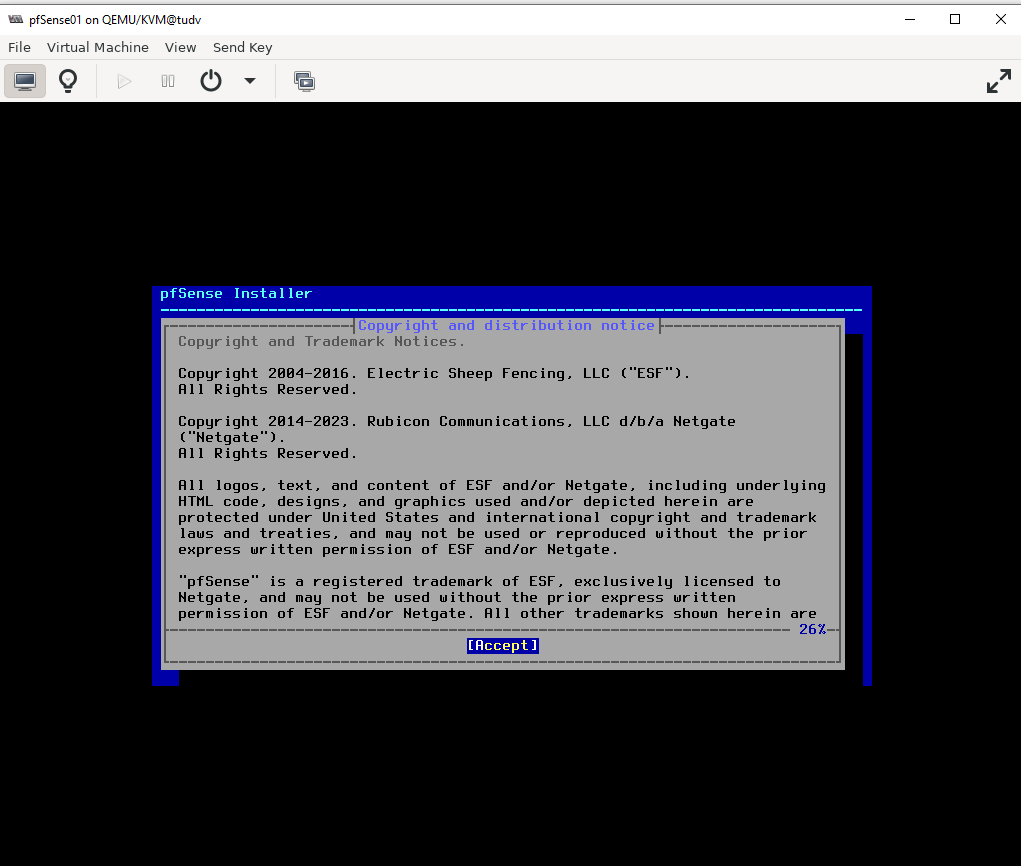 pfSense01 on QEMU/KVM@tudv
File Virtual Machine View Send Key
pfSense Installer
Copyright and distribution notice
Copyright and Trademark Notices.
Copyright 2004-2016. Electric Sheep Fencing, LLC ("ESF").
All Rights Reserved.
Copyright 2014-2023. Rubicon Communications, LLC d/b/a Netgate
("Netgate").
All Rights Reserved.
All logos, text, and content of ESF and/or Netgate, including underlying
HTML code, designs, and graphics used and/or depicted herein are
protected under United States and international copyright and trademark
laws and treaties, and may not be used or reproduced without the prior
express written permission of ESF and/or Netgate.
"pfSense" is a registered trademark of ESF, exclusively licensed to
Netgate, and may not be used without the prior express written
permission of ESF and/or Netgate. All other trademarks shown herein are
26%
[Accept]